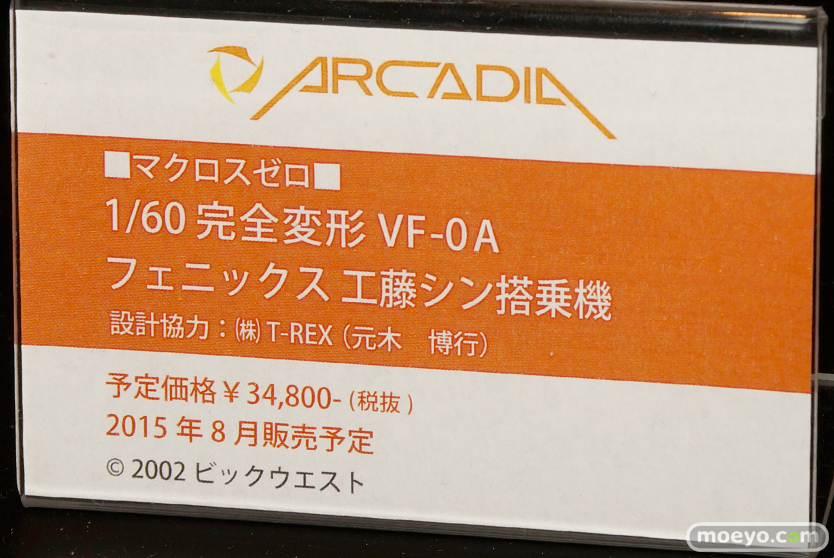 ARCADIA
■マクロスゼロ■
1/60 完全変形 VF-0A
フェニックス 工藤シン搭乗機
設計協力：㈱ T-REX（元木　博行）
予定価格￥34,800-（税抜）
2015 年 8 月販売予定
© 2002 ビックウエスト
moeyo.com